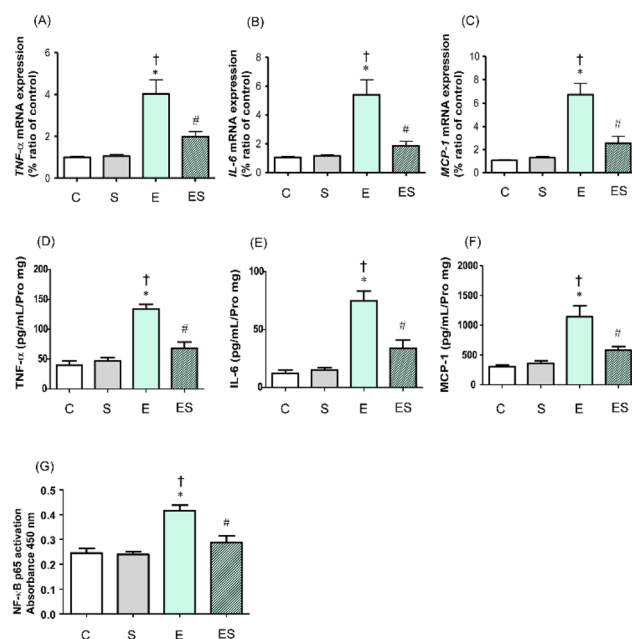 (A)
TNF-α mRNA expression
(% ratio of control)
6
4
2
0
†
*
#
C S E ES
(B)
IL-6 mRNA expression
(% ratio of control)
8
6
4
2
0
†
*
#
C S E ES
(C)
MCP-1 mRNA expression
(% ratio of control)
10
8
6
4
2
0
†
*
#
C S E ES
(D)
TNF-α (pg/mL/Pro mg)
200
150
100
50
0
†
*
#
C S E ES
(E)
IL-6 (pg/mL/Pro mg)
100
50
0
†
*
#
C S E ES
(F)
MCP-1 (pg/mL/Pro mg)
2000
1500
1000
500
0
†
*
#
C S E ES
(G)
NF-κB p65 activation
Absorbance 450 nm
0.5
0.4
0.3
0.2
0.1
0.0
†
*
#
C S E ES